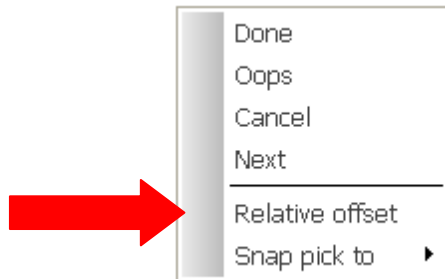 Done
Oops
Cancel
Next
Relative offset
Snap pick to